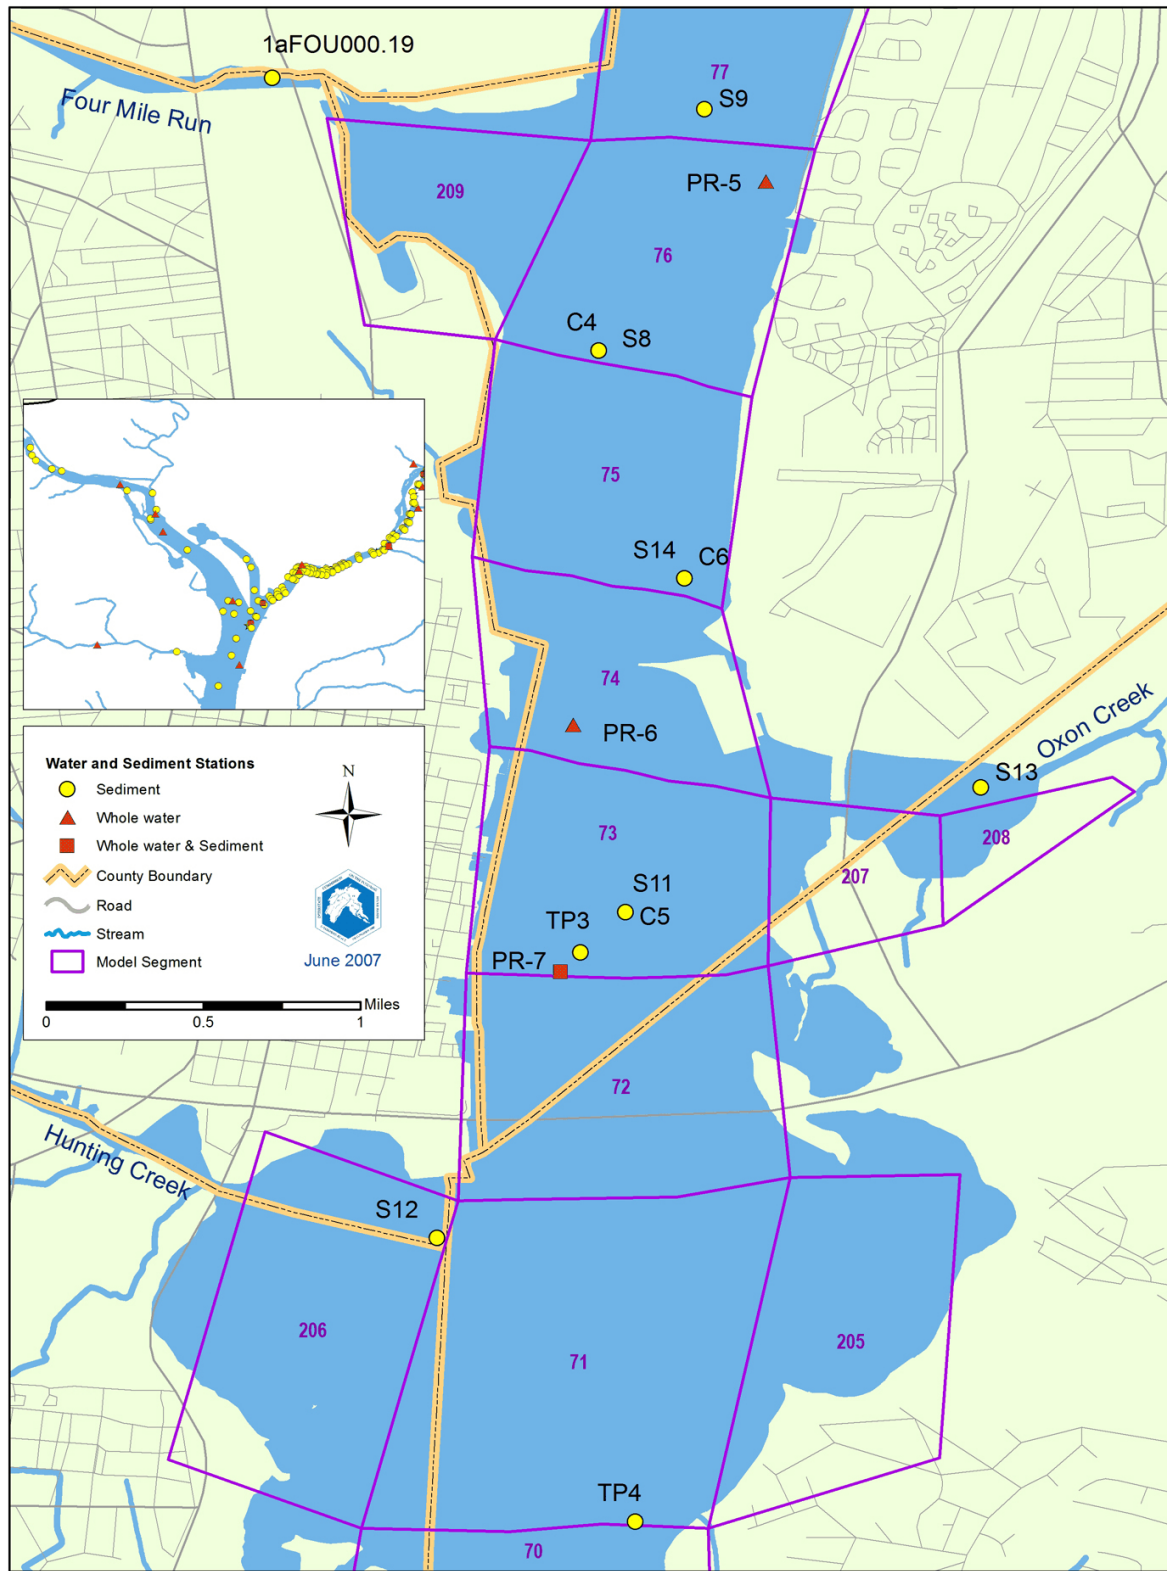 1aFOU000.19
Four Mile Run
77
S9
PR-5
209
76
C4
S8
75
S14
C6
74
PR-6
Oxon Creek
S13
73
208
207
S11
C5
TP3
PR-7
72
Water and Sediment Stations
Sediment
Whole water
Whole water & Sediment
County Boundary
Road
Stream
Model Segment
N
June 2007
Miles
0
0.5
1
Hunting Creek
S12
206
71
205
TP4
70